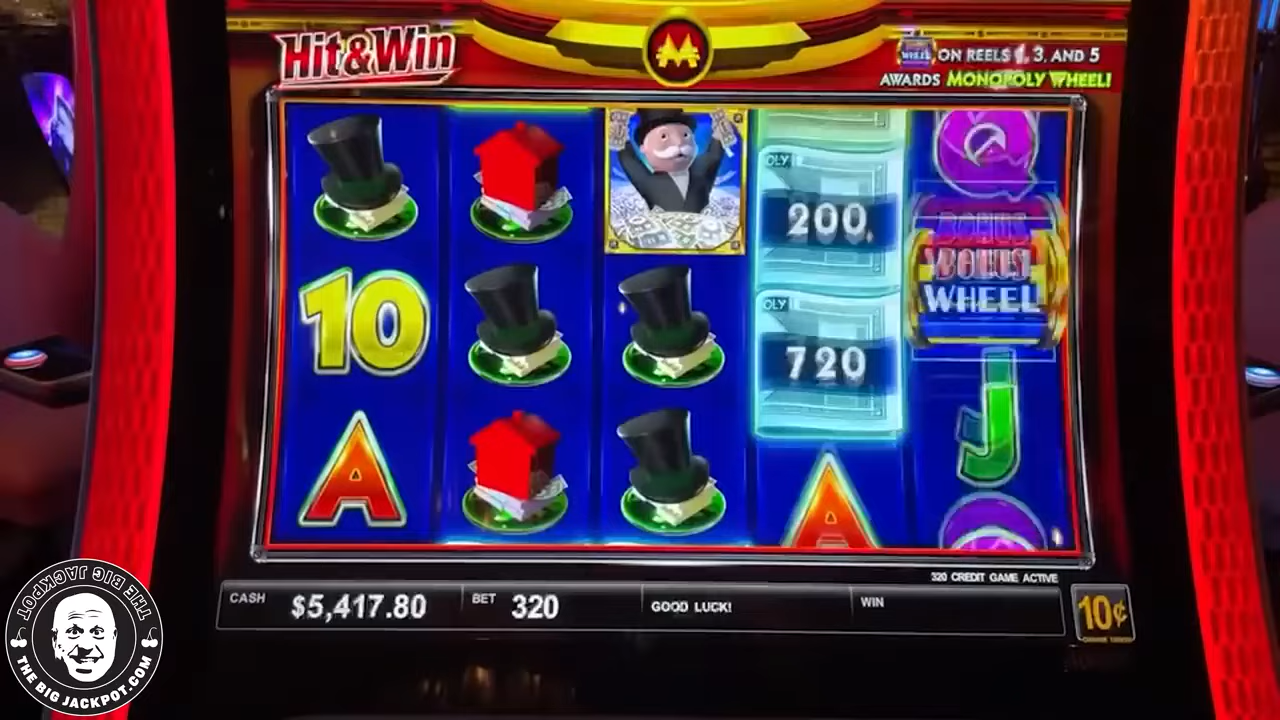 Hit&Win
WHEEL ON REELS 1, 3, AND 5
AWARDS MONOPOLY WHEEL!
OLY
200
10
BONUS
WHEEL
OLY
720
J
A
A
320 CREDIT GAME ACTIVE
CASH $5,417.80
BET 320
GOOD LUCK!
WIN
10¢
THE BIG JACKPOT
THE BIG JACKPOT.COM